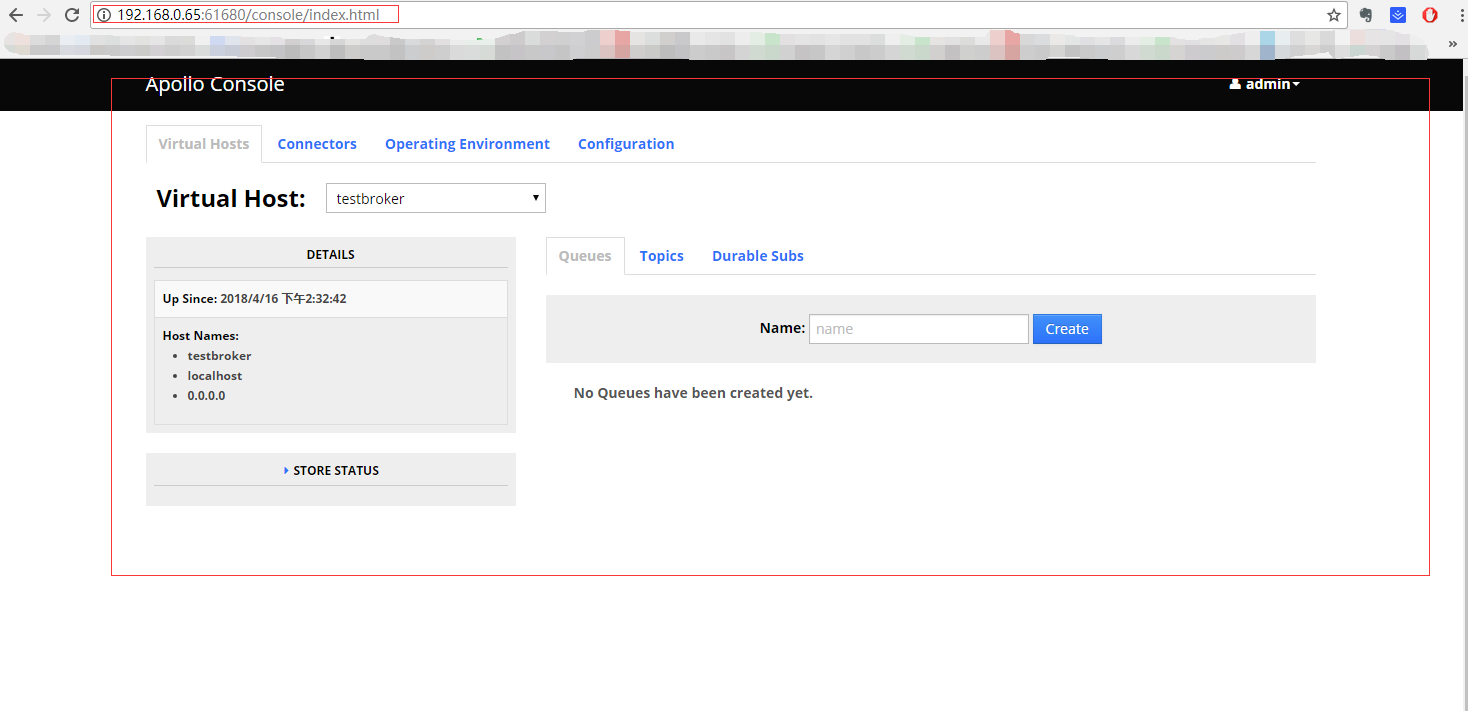 192.168.0.65:61680/console/index.html
»
Apollo Console
admin
Virtual Hosts Connectors Operating Environment Configuration
Virtual Host: testbroker
DETAILS
Up Since: 2018/4/16 下午2:32:42
Host Names:
testbroker
localhost
0.0.0.0
STORE STATUS
Queues Topics Durable Subs
Name: name Create
No Queues have been created yet.